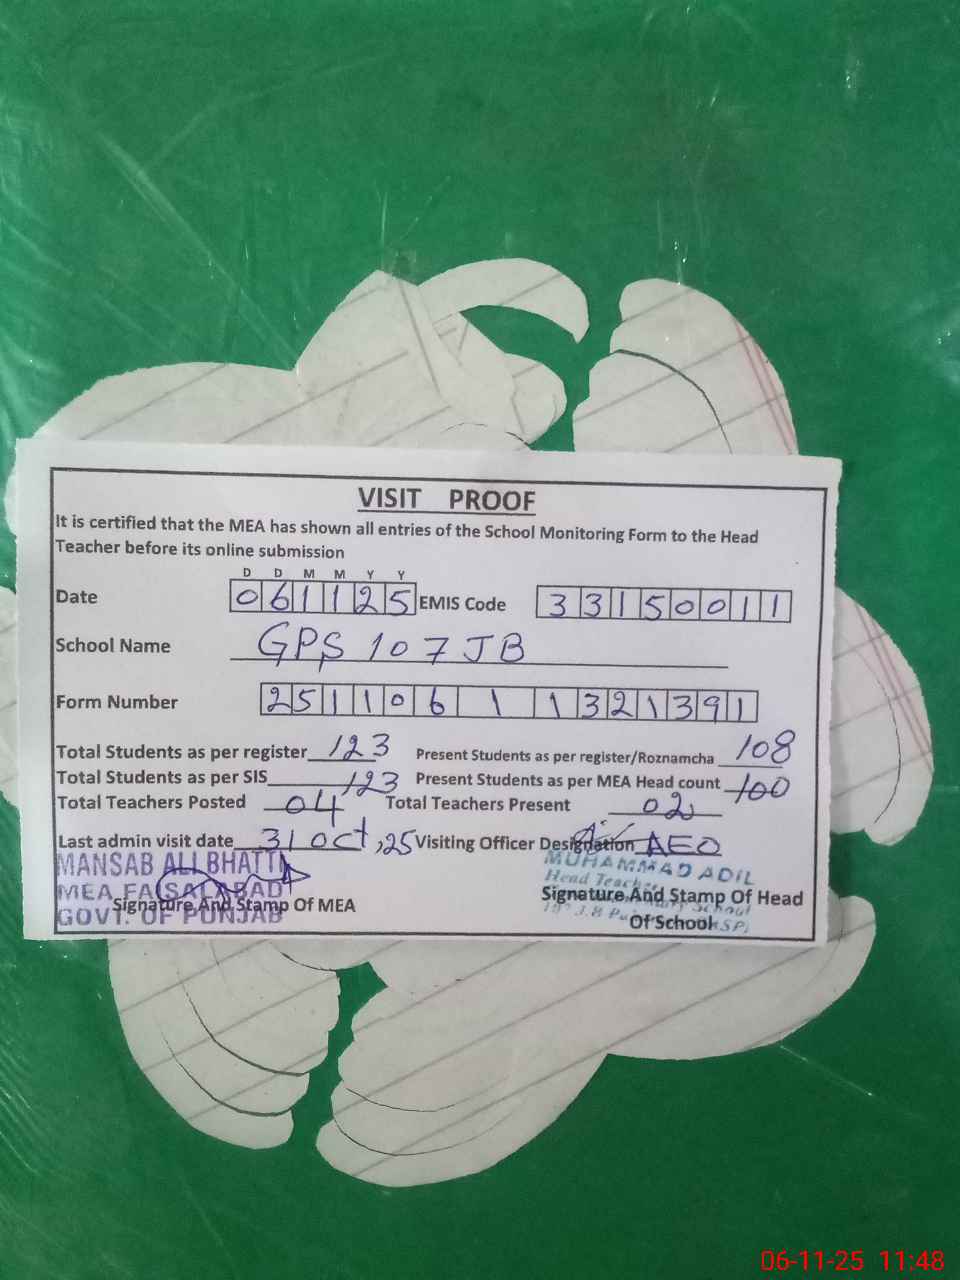 VISIT PROOF
It is certified that the MEA has shown all entries of the School Monitoring Form to the Head
Teacher before its online submission
D D M M Y Y
Date 061125 EMIS Code 33150011
School Name GPS 107 JB
Form Number 251106 1 1321391
Total Students as per register 123 Present Students as per register/Roznamcha 108
Total Students as per SIS 123 Present Students as per MEA Head count 100
Total Teachers Posted 04 Total Teachers Present 02
Last admin visit date 31 Oct, 25 Visiting Officer Designation AEO
MANSAB ALI BHATTI
MEA FAISALABAD
GOVT. OF PUNJAB
Signature And Stamp Of MEA
MUHAMMAD ADIL
Head Teacher
School
Signature And Stamp Of Head
Of School
06-11-25 11:48